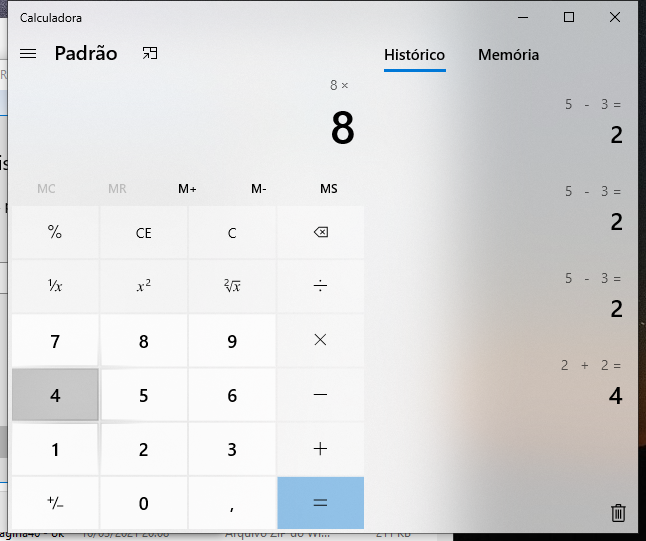 Calculadora
Padrão
Histórico Memória
8 ×
8
MC MR M+ M- MS
% CE C
¹/x x² ²√x ÷
7 8 9 ×
4 5 6 −
1 2 3 +
+/− 0 , =
5 - 3 =
2
5 - 3 =
2
5 - 3 =
2
2 + 2 =
4